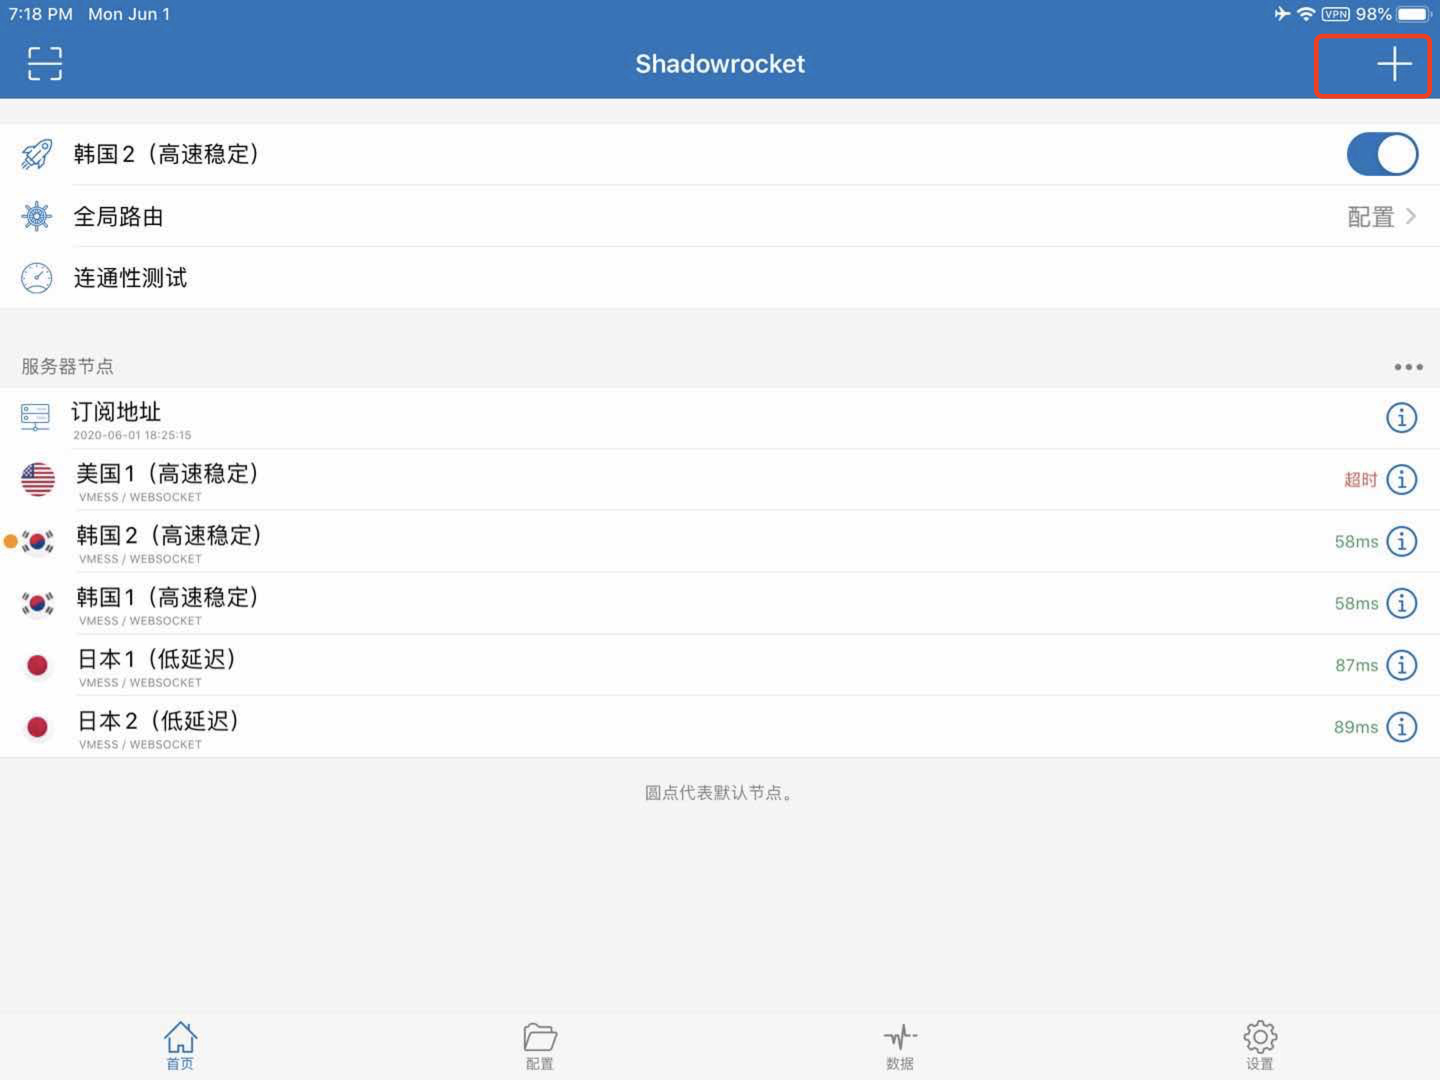 7:18 PM Mon Jun 1
VPN 98%
Shadowrocket
韩国2（高速稳定）
全局路由 配置
连通性测试
服务器节点
订阅地址
2020-06-01 18:25:15
美国1（高速稳定）
VMESS / WEBSOCKET
超时
韩国2（高速稳定）
VMESS / WEBSOCKET
58ms
韩国1（高速稳定）
VMESS / WEBSOCKET
58ms
日本1（低延迟）
VMESS / WEBSOCKET
87ms
日本2（低延迟）
VMESS / WEBSOCKET
89ms
圆点代表默认节点。
首页 配置 数据 设置